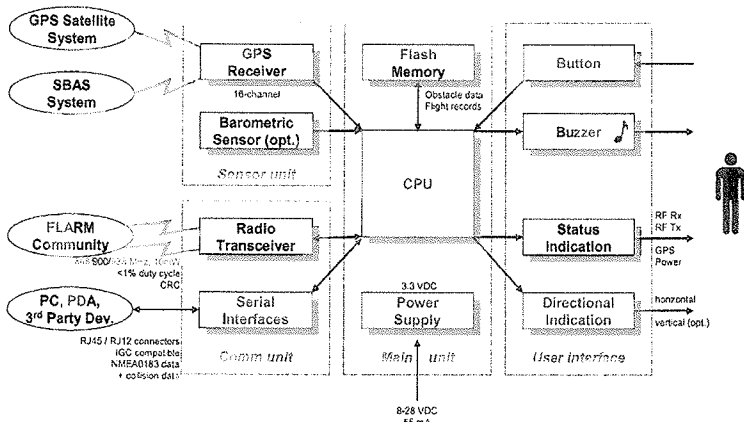 GPS Satellite
System
SBAS
System
GPS
Receiver
16-channel
Barometric
Sensor (opt.)
Sensor unit
FLARM
Community
<1% duty cycle
CRC
Radio
Transceiver
PC, PDA,
3rd Party Dev.
Serial
Interfaces
RJ45 / RJ12 connectors
IGC compatible
NMEA0183 data
+ collision data
Comm unit
Flash
Memory
Obstacle data
Flight records
CPU
3.3 VDC
Power
Supply
Main unit
8-28 VDC
Button
Buzzer
Status
Indication
RF Rx
RF Tx
GPS
Power
Directional
Indication
horizontal
vertical (opt.)
User interface